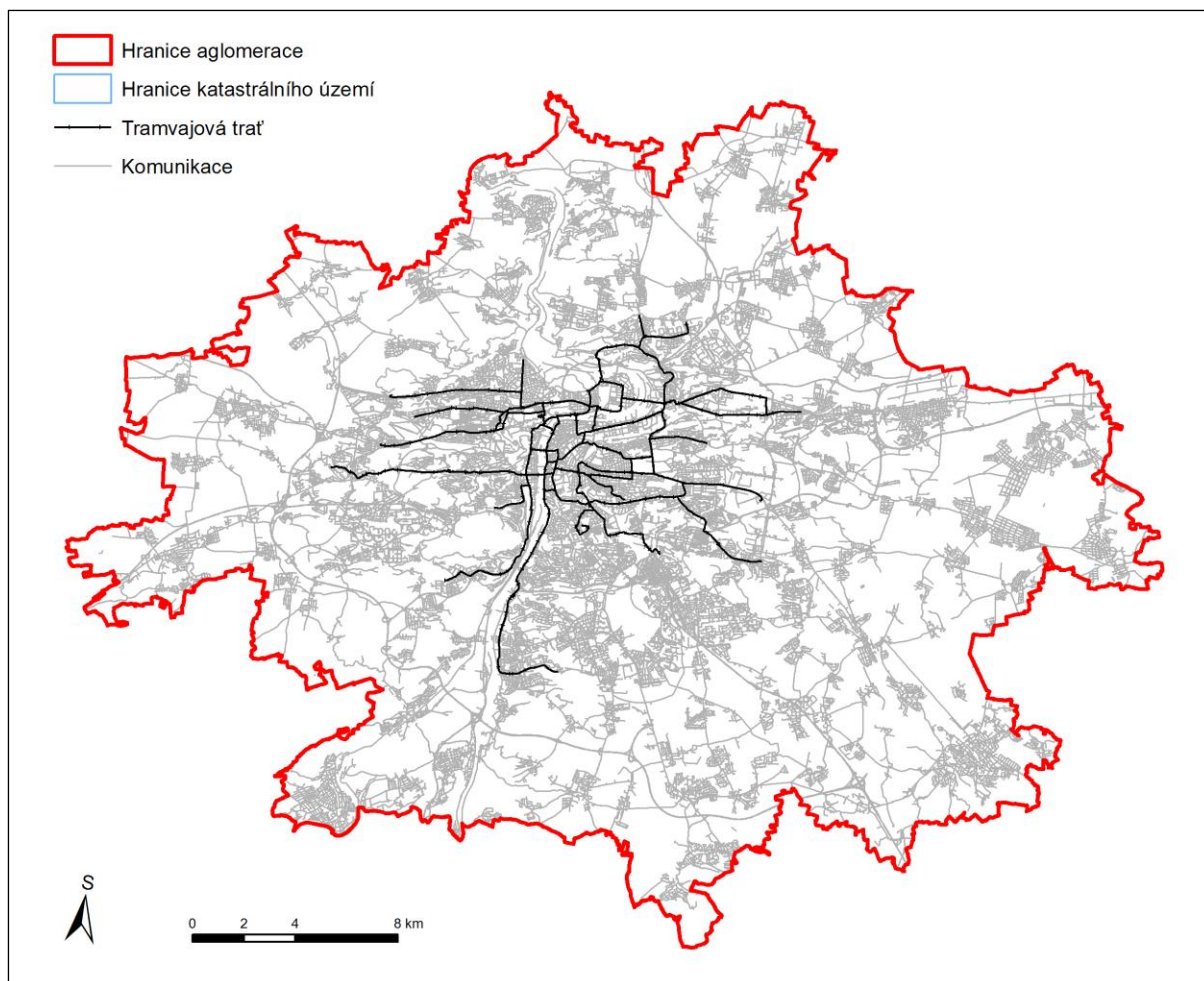 Hranice aglomerace
Hranice katastrálního území
Tramvajová trať
Komunikace
S
0 2 4 8 km